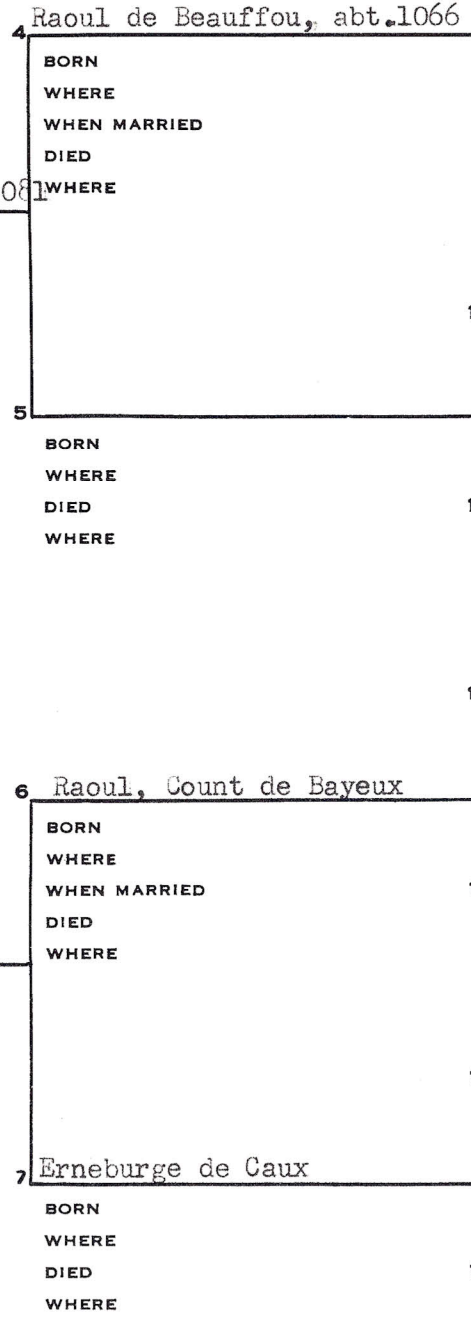 Raoul de Beauffou, abt.1066
4
BORN
WHERE
WHEN MARRIED
DIED
081 WHERE
5
BORN
WHERE
DIED
WHERE
6 Raoul, Count de Bayeux
BORN
WHERE
WHEN MARRIED
DIED
WHERE
7 Erneburge de Caux
BORN
WHERE
DIED
WHERE